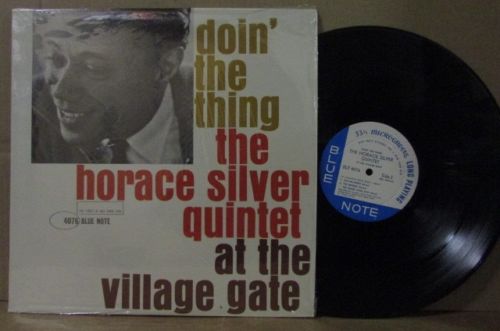 doin'
the
thing
the
horace silver
quintet
4076 BLUE NOTE
at the
village gate
33⅓ MICROGROOVE LONG PLAYING
THE HORACE SILVER
QUINTET
BLUE
NOTE